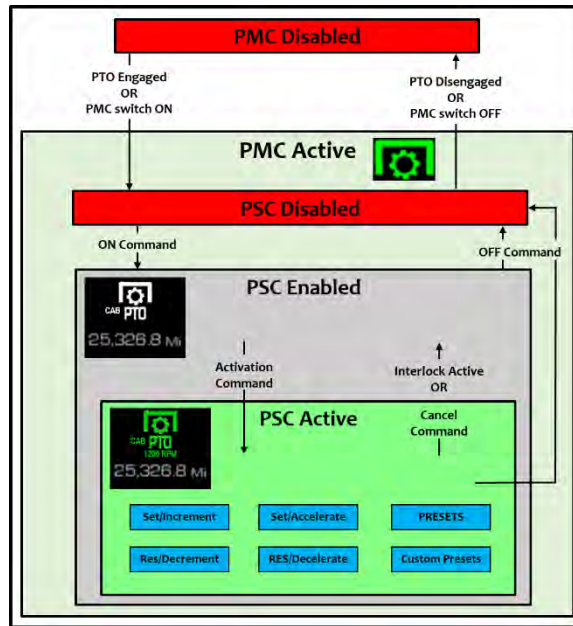 PMC Disabled
PTO Engaged
OR
PMC switch ON
PTO Disengaged
OR
PMC switch OFF
PMC Active
PSC Disabled
ON Command
OFF Command
PSC Enabled
CAB PTO
25,326.8 Mi
Activation
Command
Interlock Active
OR
Cancel
Command
PSC Active
CAB PTO
1200 RPM
25,326.8 Mi
Set/Increment
Set/Accelerate
PRESETS
Res/Decrement
RES/Decelerate
Custom Presets